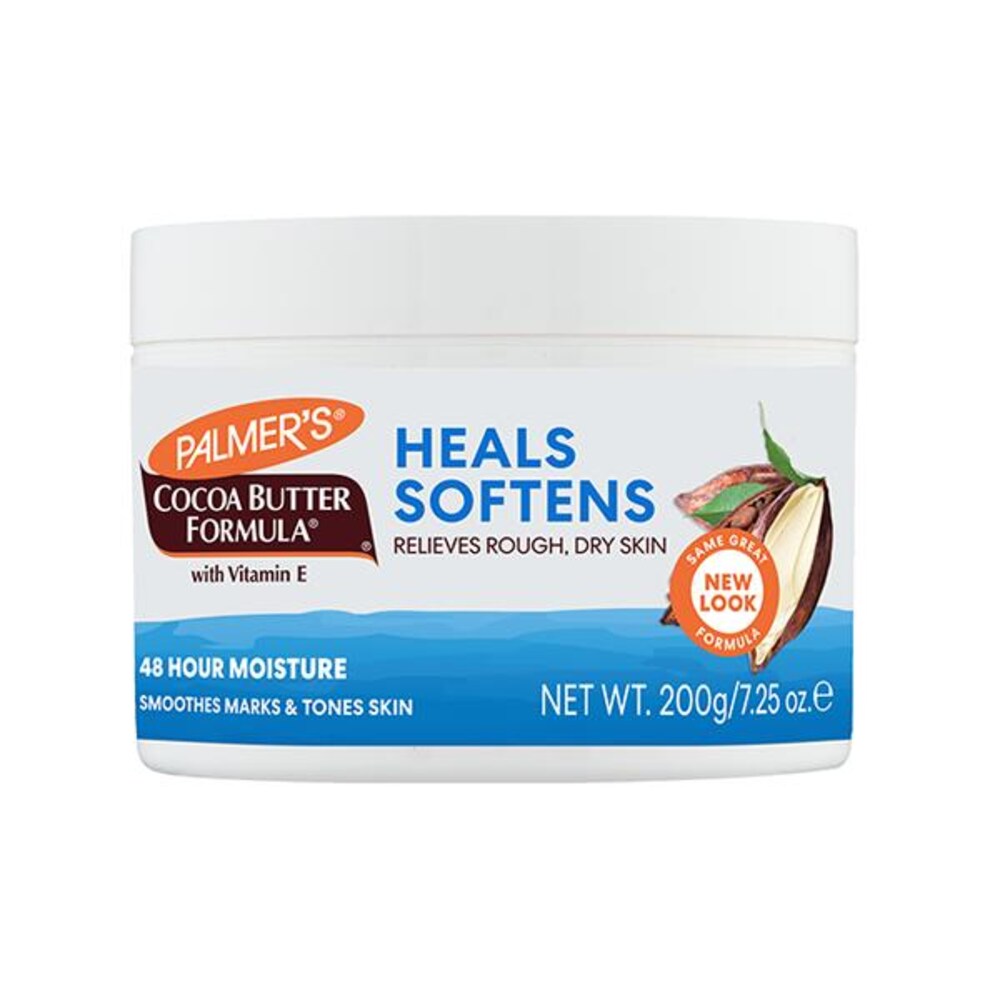 PALMER'S®
COCOA BUTTER
FORMULA®
®
with Vitamin E
HEALS
SOFTENS
RELIEVES ROUGH, DRY SKIN
SAME GREAT
NEW
LOOK
FORMULA
48 HOUR MOISTURE
SMOOTHES MARKS & TONES SKIN
NET WT. 200g/7.25 oz.℮